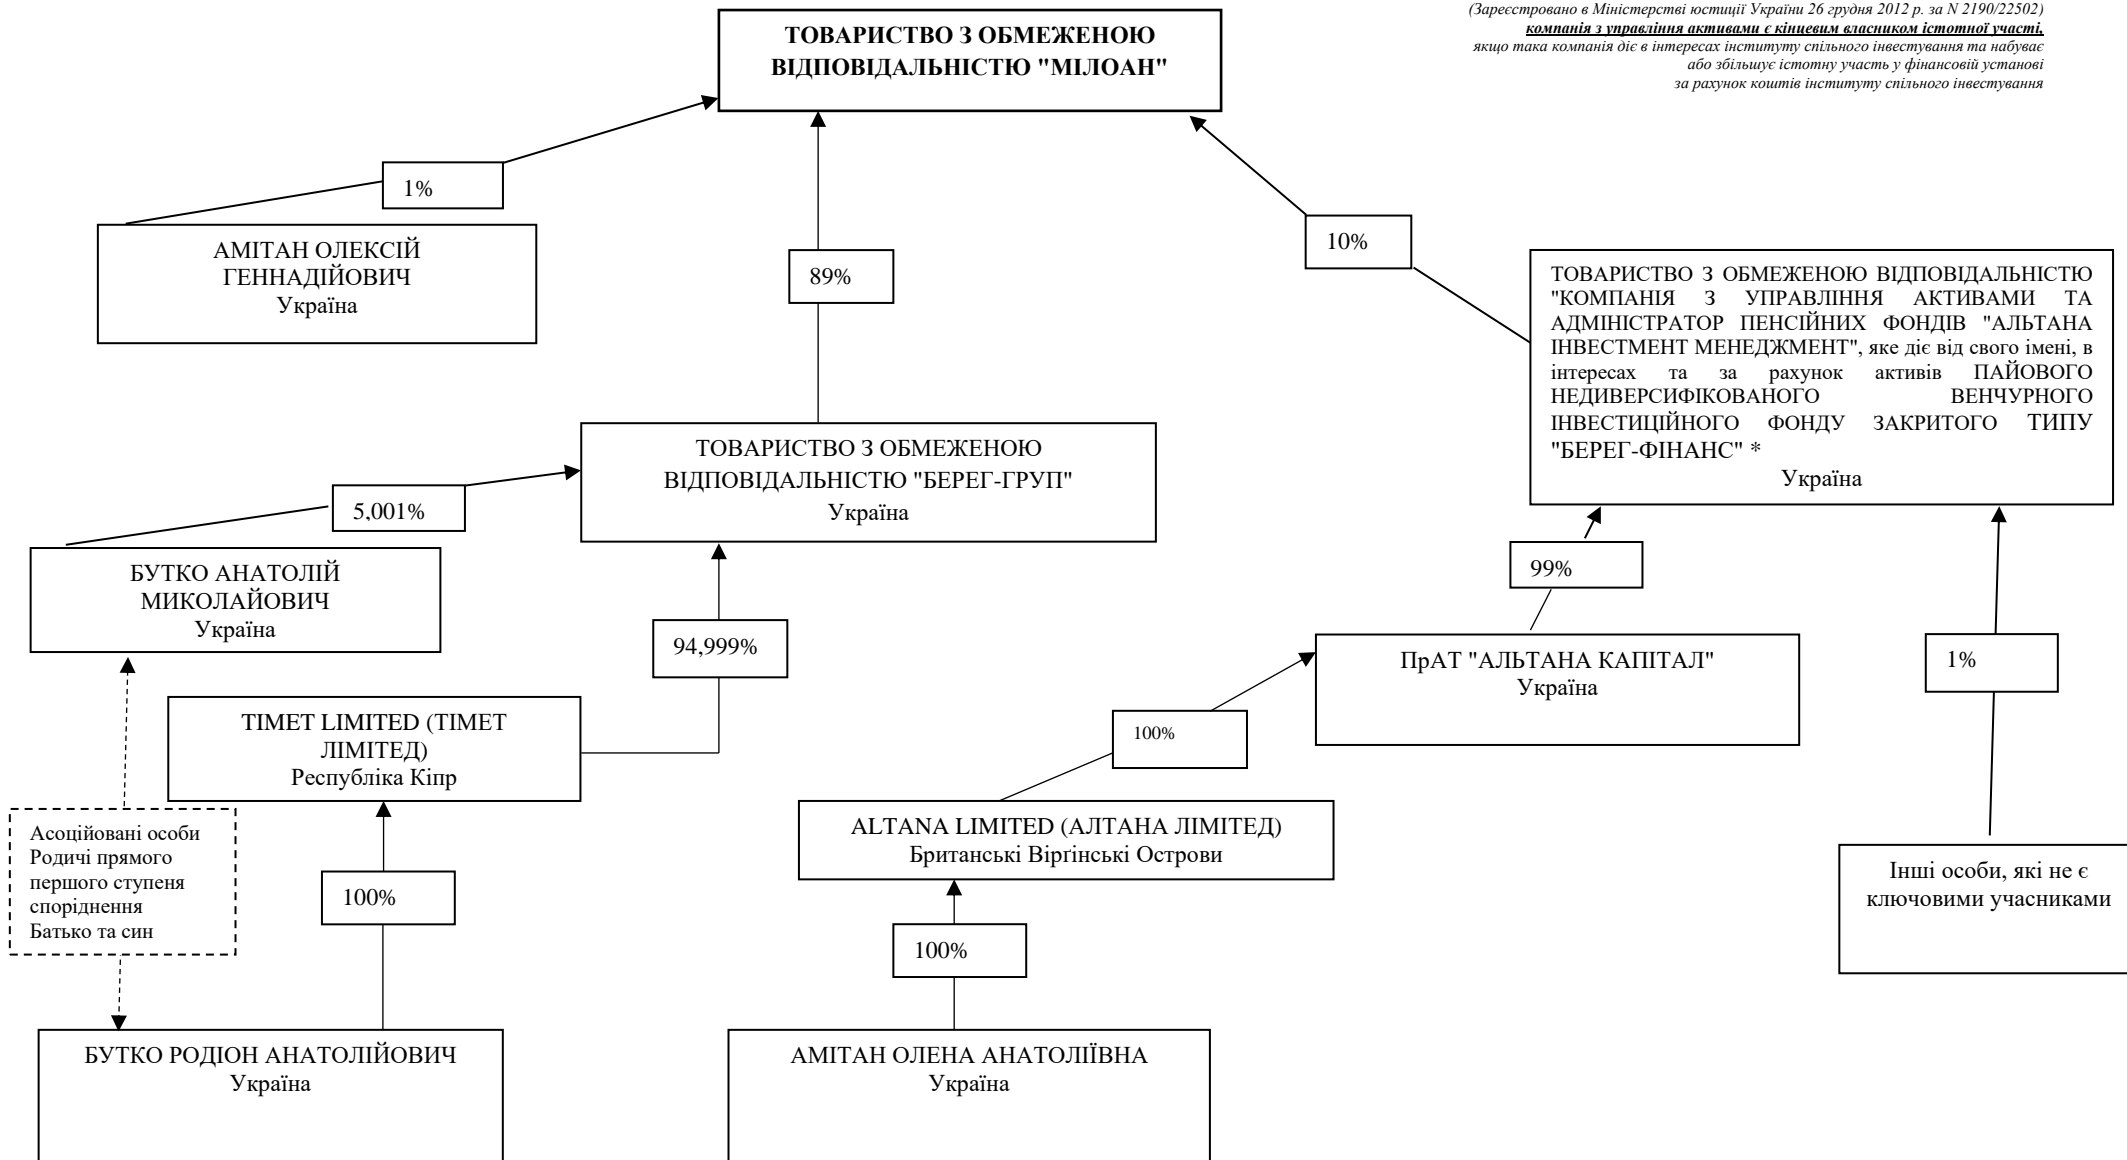 (Зареєстровано в Міністерстві юстиції України 26 грудня 2012 р. за N 2190/22502)
компанія з управління активами є кінцевим власником істотної участі,
якщо така компанія діє в інтересах інституту спільного інвестування та набуває
або збільшує істотну участь у фінансовій установі
за рахунок коштів інституту спільного інвестування
ТОВАРИСТВО З ОБМЕЖЕНОЮ
ВІДПОВІДАЛЬНІСТЮ "МІЛОАН"
1%
АМІТАН ОЛЕКСІЙ
ГЕННАДІЙОВИЧ
Україна
89%
10%
ТОВАРИСТВО З ОБМЕЖЕНОЮ ВІДПОВІДАЛЬНІСТЮ
"КОМПАНІЯ З УПРАВЛІННЯ АКТИВАМИ ТА
АДМІНІСТРАТОР ПЕНСІЙНИХ ФОНДІВ "АЛЬТАНА
ІНВЕСТМЕНТ МЕНЕДЖМЕНТ", яке діє від свого імені, в
інтересах та за рахунок активів ПАЙОВОГО
НЕДИВЕРСИФІКОВАНОГО ВЕНЧУРНОГО
ІНВЕСТИЦІЙНОГО ФОНДУ ЗАКРИТОГО ТИПУ
"БЕРЕГ-ФІНАНС" *
Україна
ТОВАРИСТВО З ОБМЕЖЕНОЮ
ВІДПОВІДАЛЬНІСТЮ "БЕРЕГ-ГРУП"
Україна
5,001%
БУТКО АНАТОЛІЙ
МИКОЛАЙОВИЧ
Україна
99%
94,999%
ПрАТ "АЛЬТАНА КАПІТАЛ"
Україна
1%
TIMET LIMITED (ТІМЕТ
ЛІМІТЕД)
Республіка Кіпр
100%
Асоційовані особи
Родичі прямого
першого ступеня
споріднення
Батько та син
100%
ALTANA LIMITED (АЛТАНА ЛІМІТЕД)
Британські Вірґінські Острови
Інші особи, які не є
ключовими учасниками
100%
БУТКО РОДІОН АНАТОЛІЙОВИЧ
Україна
АМІТАН ОЛЕНА АНАТОЛІЇВНА
Україна